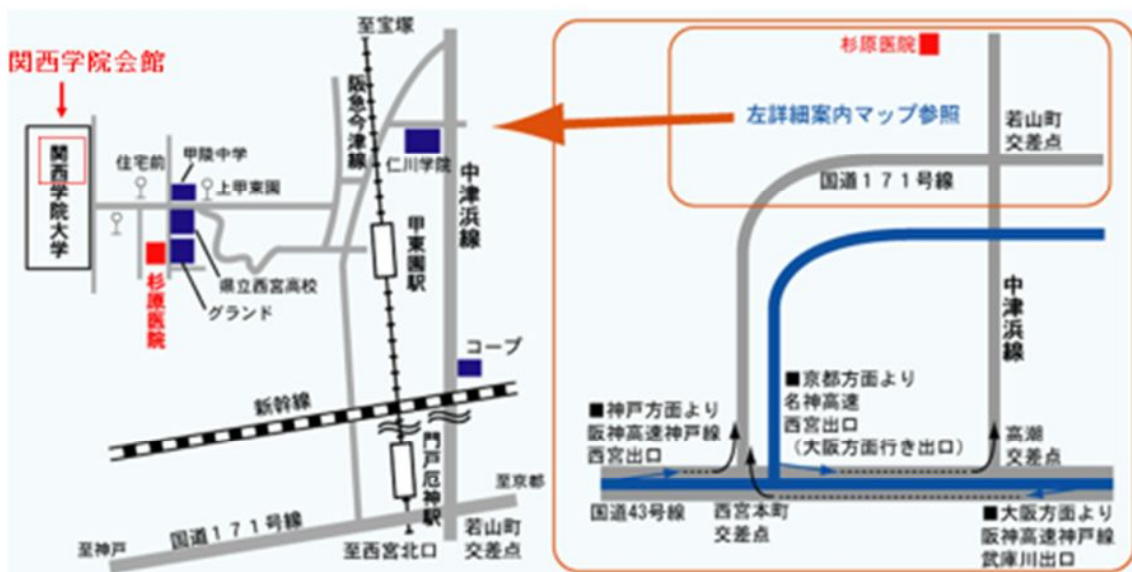 至宝塚
関西学院会館
阪急今津線
関西学院大学
住宅前
甲陵中学
上甲東園
仁川学院
中津浜線
甲東園駅
県立西宮高校
グランド
杉原医院
コープ
新幹線
門戸厄神駅
至京都
国道171号線
至神戸
至西宮北口
若山町
交差点
杉原医院
左詳細案内マップ参照
若山町
交差点
国道171号線
中津浜線
■京都方面より
名神高速
西宮出口
(大阪方面行き出口)
■神戸方面より
阪神高速神戸線
西宮出口
高潮
交差点
国道43号線
西宮本町
交差点
■大阪方面より
阪神高速神戸線
武庫川出口